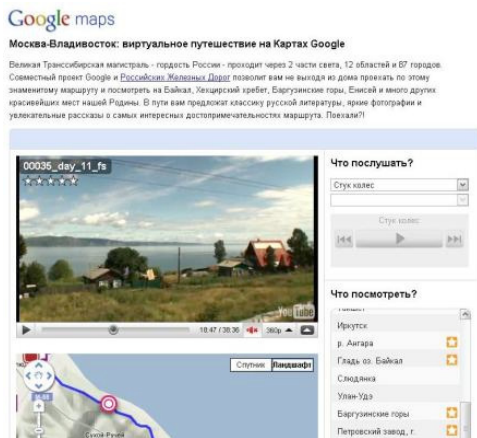 Google maps
Москва-Владивосток: виртуальное путешествие на Картах Google
Великая Транссибирская магистраль - гордость России - проходит через 2 части света, 12 областей и 87 городов.
Совместный проект Google и Российских Железных Дорог позволит вам не выходя из дома проехать по этому
знаменитому маршруту и посмотреть на Байкал, Хехцирский хребет, Баргузинские горы, Енисей и много других
красивейших мест нашей Родины. В пути вам предложат классику русской литературы, яркие фотографии и
увлекательные рассказы о самых интересных достопримечательностях маршрута. Поехали?!
00035_day_11_fs
YouTube
18:47 / 38:36 360p
Спутник Ландшафт
M-55
Сухой Ручей
Что послушать?
Стук колес
Стук колес
Что посмотреть?
Иркутск
р. Ангара
Гладь оз. Байкал
Слюдянка
Улан-Удэ
Баргузинские горы
Петровский завод, г.